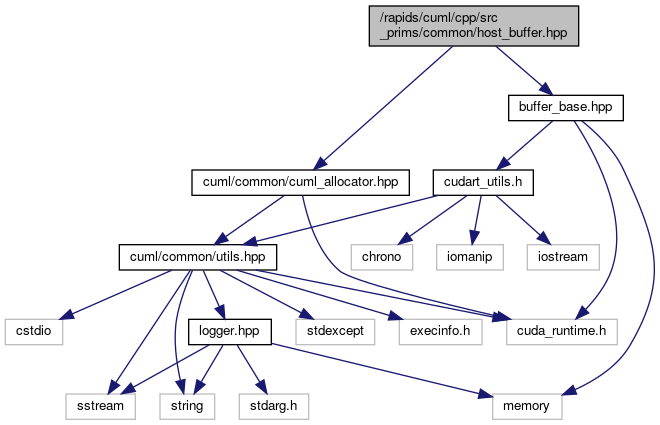 /rapids/cuml/cpp/src
_prims/common/host_buffer.hpp
buffer_base.hpp
cuml/common/cuml_allocator.hpp
cudart_utils.h
cuml/common/utils.hpp
chrono
iomanip
iostream
cstdio
logger.hpp
stdexcept
execinfo.h
cuda_runtime.h
sstream
string
stdarg.h
memory